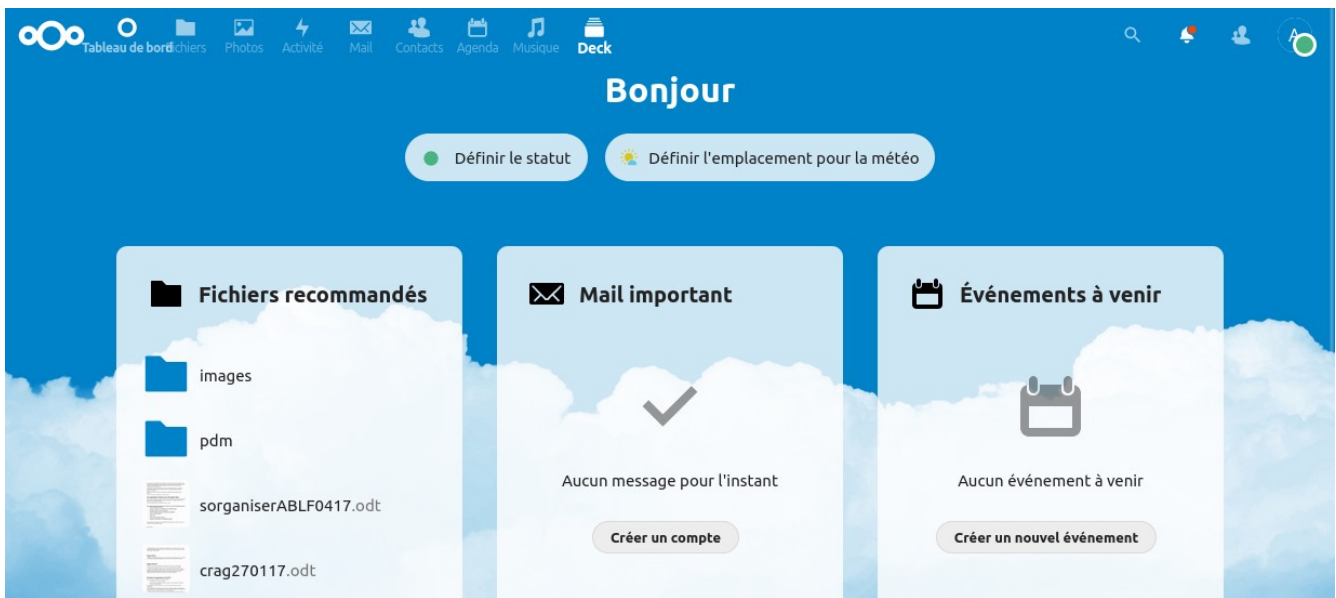 Tableau de bord
Fichiers
Photos
Activité
Mail
Contacts
Agenda
Musique
Deck
A
Bonjour
Définir le statut
Définir l'emplacement pour la météo
Fichiers recommandés
images
pdm
sorganiserABLF0417.odt
crag270117.odt
Mail important
Aucun message pour l'instant
Créer un compte
Événements à venir
Aucun événement à venir
Créer un nouvel événement